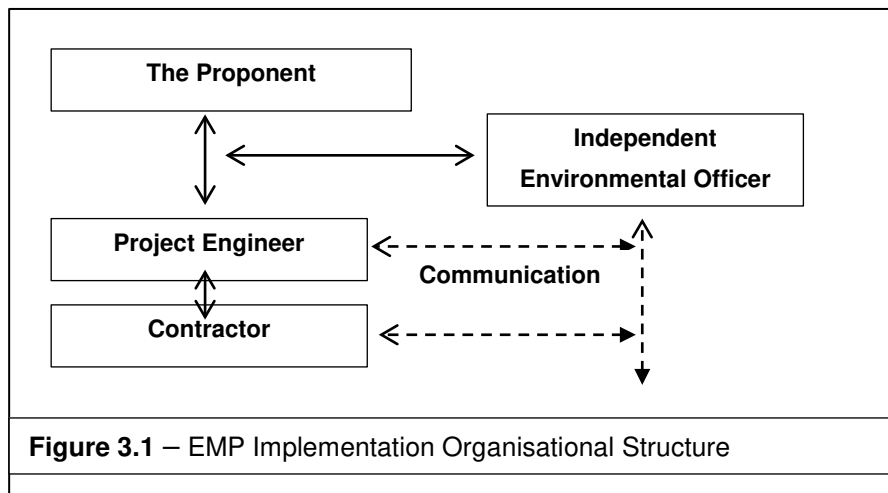 The Proponent
Independent
Environmental Officer
Project Engineer
Communication
Contractor
Figure 3.1 – EMP Implementation Organisational Structure